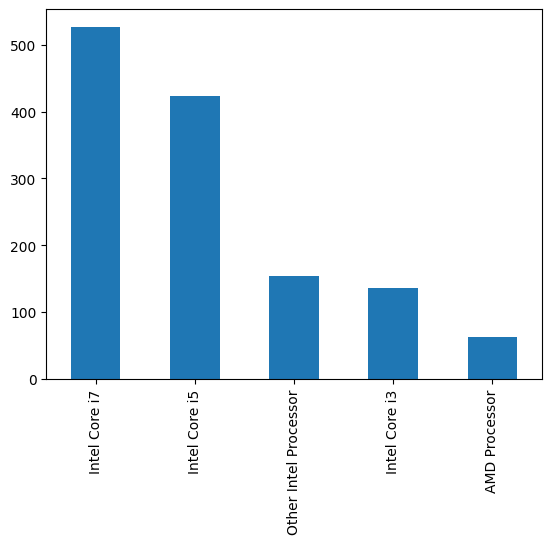 500
400
300
200
100
0
Intel Core i7
Intel Core i5
Other Intel Processor
Intel Core i3
AMD Processor